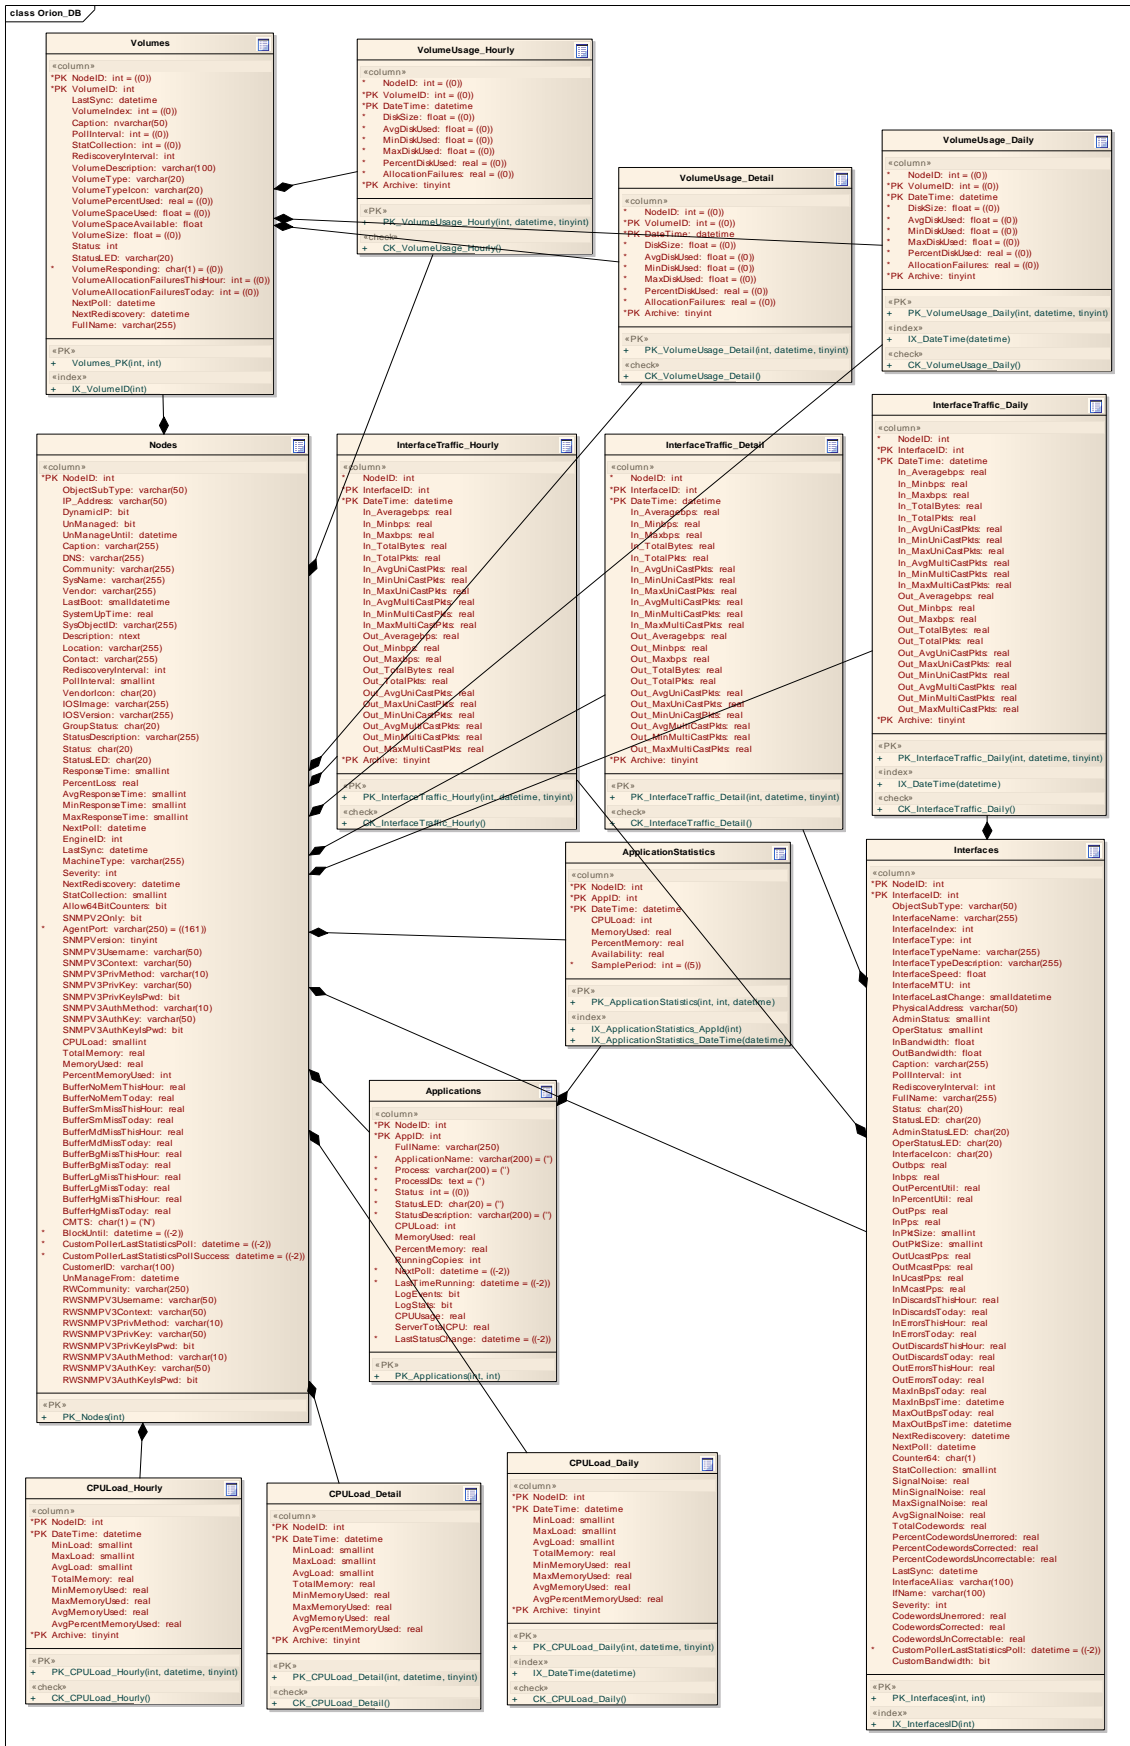 class Orion_DB
Volumes
«column»
*PK NodeID: int = ((0))
*PK VolumeID: int
LastSync: datetime
VolumeIndex: int = ((0))
Caption: nvarchar(50)
PollInterval: int = ((0))
StatCollection: int = ((0))
RediscoveryInterval: int
VolumeDescription: varchar(100)
VolumeType: varchar(20)
VolumeTypeIcon: varchar(20)
VolumePercentUsed: real = ((0))
VolumeSpaceUsed: float = ((0))
VolumeSpaceAvailable: float
VolumeSize: float = ((0))
Status: int
StatusLED: varchar(20)
* VolumeResponding: char(1) = ((0))
VolumeAllocationFailuresThisHour: int = ((0))
VolumeAllocationFailuresToday: int = ((0))
NextPoll: datetime
NextRediscovery: datetime
FullName: varchar(255)
«PK»
+ Volumes_PK(int, int)
«index»
+ IX_VolumeID(int)
VolumeUsage_Hourly
«column»
* NodeID: int = ((0))
*PK VolumeID: int = ((0))
*PK DateTime: datetime
* DiskSize: float = ((0))
* AvgDiskUsed: float = ((0))
* MinDiskUsed: float = ((0))
* MaxDiskUsed: float = ((0))
* PercentDiskUsed: real = ((0))
* AllocationFailures: real = ((0))
*PK Archive: tinyint
«PK»
+ PK_VolumeUsage_Hourly(int, datetime, tinyint)
«check»
+ CK_VolumeUsage_Hourly()
VolumeUsage_Detail
«column»
* NodeID: int = ((0))
*PK VolumeID: int = ((0))
*PK DateTime: datetime
* DiskSize: float = ((0))
* AvgDiskUsed: float = ((0))
* MinDiskUsed: float = ((0))
* MaxDiskUsed: float = ((0))
* PercentDiskUsed: real = ((0))
* AllocationFailures: real = ((0))
*PK Archive: tinyint
«PK»
+ PK_VolumeUsage_Detail(int, datetime, tinyint)
«check»
+ CK_VolumeUsage_Detail()
VolumeUsage_Daily
«column»
* NodeID: int = ((0))
*PK VolumeID: int = ((0))
*PK DateTime: datetime
* DiskSize: float = ((0))
* AvgDiskUsed: float = ((0))
* MinDiskUsed: float = ((0))
* MaxDiskUsed: float = ((0))
* PercentDiskUsed: real = ((0))
* AllocationFailures: real = ((0))
*PK Archive: tinyint
«PK»
+ PK_VolumeUsage_Daily(int, datetime, tinyint)
«index»
+ IX_DateTime(datetime)
«check»
+ CK_VolumeUsage_Daily()
Nodes
«column»
*PK NodeID: int
ObjectSubType: varchar(50)
IP_Address: varchar(50)
DynamicIP: bit
UnManaged: bit
UnManageUntil: datetime
Caption: varchar(255)
DNS: varchar(255)
Community: varchar(255)
SysName: varchar(255)
Vendor: varchar(255)
LastBoot: smalldatetime
SystemUpTime: real
SysObjectID: varchar(255)
Description: ntext
Location: varchar(255)
Contact: varchar(255)
RediscoveryInterval: int
PollInterval: smallint
VendorIcon: char(20)
IOSImage: varchar(255)
IOSVersion: varchar(255)
GroupStatus: char(20)
StatusDescription: varchar(255)
Status: char(20)
StatusLED: char(20)
ResponseTime: smallint
PercentLoss: real
AvgResponseTime: smallint
MinResponseTime: smallint
MaxResponseTime: smallint
NextPoll: datetime
EngineID: int
LastSync: datetime
MachineType: varchar(255)
Severity: int
NextRediscovery: datetime
StatCollection: smallint
Allow64BitCounters: bit
SNMPV2Only: bit
* AgentPort: varchar(250) = ((161))
SNMPVersion: tinyint
SNMPV3Username: varchar(50)
SNMPV3Context: varchar(50)
SNMPV3PrivMethod: varchar(10)
SNMPV3PrivKey: varchar(50)
SNMPV3PrivKeyIsPwd: bit
SNMPV3AuthMethod: varchar(10)
SNMPV3AuthKey: varchar(50)
SNMPV3AuthKeyIsPwd: bit
CPULoad: smallint
TotalMemory: real
MemoryUsed: real
PercentMemoryUsed: int
BufferNoMemThisHour: real
BufferNoMemToday: real
BufferSmMissThisHour: real
BufferSmMissToday: real
BufferMdMissThisHour: real
BufferMdMissToday: real
BufferBgMissThisHour: real
BufferBgMissToday: real
BufferLgMissThisHour: real
BufferLgMissToday: real
BufferHgMissThisHour: real
BufferHgMissToday: real
CMTS: char(1) = ('N')
* BlockUntil: datetime = ((-2))
* CustomPollerLastStatisticsPoll: datetime = ((-2))
* CustomPollerLastStatisticsPollSuccess: datetime = ((-2))
CustomerID: varchar(100)
UnManageFrom: datetime
RWCommunity: varchar(250)
RWSNMPV3Username: varchar(50)
RWSNMPV3Context: varchar(50)
RWSNMPV3PrivMethod: varchar(10)
RWSNMPV3PrivKey: varchar(50)
RWSNMPV3PrivKeyIsPwd: bit
RWSNMPV3AuthMethod: varchar(10)
RWSNMPV3AuthKey: varchar(50)
RWSNMPV3AuthKeyIsPwd: bit
«PK»
+ PK_Nodes(int)
InterfaceTraffic_Hourly
«column»
* NodeID: int
*PK InterfaceID: int
*PK DateTime: datetime
In_Averagebps: real
In_Minbps: real
In_Maxbps: real
In_TotalBytes: real
In_TotalPkts: real
In_AvgUniCastPkts: real
In_MinUniCastPkts: real
In_MaxUniCastPkts: real
In_AvgMultiCastPkts: real
In_MinMultiCastPkts: real
In_MaxMultiCastPkts: real
Out_Averagebps: real
Out_Minbps: real
Out_Maxbps: real
Out_TotalBytes: real
Out_TotalPkts: real
Out_AvgUniCastPkts: real
Out_MaxUniCastPkts: real
Out_MinUniCastPkts: real
Out_AvgMultiCastPkts: real
Out_MinMultiCastPkts: real
Out_MaxMultiCastPkts: real
*PK Archive: tinyint
«PK»
+ PK_InterfaceTraffic_Hourly(int, datetime, tinyint)
«check»
+ CK_InterfaceTraffic_Hourly()
InterfaceTraffic_Detail
«column»
* NodeID: int
*PK InterfaceID: int
*PK DateTime: datetime
In_Averagebps: real
In_Minbps: real
In_Maxbps: real
In_TotalBytes: real
In_TotalPkts: real
In_AvgUniCastPkts: real
In_MinUniCastPkts: real
In_MaxUniCastPkts: real
In_AvgMultiCastPkts: real
In_MinMultiCastPkts: real
In_MaxMultiCastPkts: real
Out_Averagebps: real
Out_Minbps: real
Out_Maxbps: real
Out_TotalBytes: real
Out_TotalPkts: real
Out_AvgUniCastPkts: real
Out_MaxUniCastPkts: real
Out_MinUniCastPkts: real
Out_AvgMultiCastPkts: real
Out_MinMultiCastPkts: real
Out_MaxMultiCastPkts: real
*PK Archive: tinyint
«PK»
+ PK_InterfaceTraffic_Detail(int, datetime, tinyint)
«check»
+ CK_InterfaceTraffic_Detail()
InterfaceTraffic_Daily
«column»
* NodeID: int
*PK InterfaceID: int
*PK DateTime: datetime
In_Averagebps: real
In_Minbps: real
In_Maxbps: real
In_TotalBytes: real
In_TotalPkts: real
In_AvgUniCastPkts: real
In_MinUniCastPkts: real
In_MaxUniCastPkts: real
In_AvgMultiCastPkts: real
In_MinMultiCastPkts: real
In_MaxMultiCastPkts: real
Out_Averagebps: real
Out_Minbps: real
Out_Maxbps: real
Out_TotalBytes: real
Out_TotalPkts: real
Out_AvgUniCastPkts: real
Out_MaxUniCastPkts: real
Out_MinUniCastPkts: real
Out_AvgMultiCastPkts: real
Out_MinMultiCastPkts: real
Out_MaxMultiCastPkts: real
*PK Archive: tinyint
«PK»
+ PK_InterfaceTraffic_Daily(int, datetime, tinyint)
«index»
+ IX_DateTime(datetime)
«check»
+ CK_InterfaceTraffic_Daily()
ApplicationStatistics
«column»
*PK NodeID: int
*PK AppID: int
*PK DateTime: datetime
CPULoad: int
MemoryUsed: real
PercentMemory: real
Availability: real
* SamplePeriod: int = ((5))
«PK»
+ PK_ApplicationStatistics(int, int, datetime)
«index»
+ IX_ApplicationStatistics_AppId(int)
+ IX_ApplicationStatistics_DateTime(datetime)
Interfaces
«column»
*PK NodeID: int
*PK InterfaceID: int
ObjectSubType: varchar(50)
InterfaceName: varchar(255)
InterfaceIndex: int
InterfaceType: int
InterfaceTypeName: varchar(255)
InterfaceTypeDescription: varchar(255)
InterfaceSpeed: float
InterfaceMTU: int
InterfaceLastChange: smalldatetime
PhysicalAddress: varchar(50)
AdminStatus: smallint
OperStatus: smallint
InBandwidth: float
OutBandwidth: float
Caption: varchar(255)
PollInterval: int
RediscoveryInterval: int
FullName: varchar(255)
Status: char(20)
StatusLED: char(20)
AdminStatusLED: char(20)
OperStatusLED: char(20)
InterfaceIcon: char(20)
Outbps: real
Inbps: real
OutPercentUtil: real
InPercentUtil: real
OutPps: real
InPps: real
InPktSize: smallint
OutPktSize: smallint
OutUcastPps: real
OutMcastPps: real
InUcastPps: real
InMcastPps: real
InDiscardsThisHour: real
InDiscardsToday: real
InErrorsThisHour: real
InErrorsToday: real
OutDiscardsThisHour: real
OutDiscardsToday: real
OutErrorsThisHour: real
OutErrorsToday: real
MaxInBpsToday: real
MaxInBpsTime: datetime
MaxOutBpsToday: real
MaxOutBpsTime: datetime
NextRediscovery: datetime
NextPoll: datetime
Counter64: char(1)
StatCollection: smallint
SignalNoise: real
MinSignalNoise: real
MaxSignalNoise: real
AvgSignalNoise: real
TotalCodewords: real
PercentCodewordsUnerrored: real
PercentCodewordsCorrected: real
PercentCodewordsUncorrectable: real
LastSync: datetime
InterfaceAlias: varchar(100)
IfName: varchar(100)
Severity: int
CodewordsUnerrored: real
CodewordsCorrected: real
CodewordsUnCorrectable: real
* CustomPollerLastStatisticsPoll: datetime = ((-2))
CustomBandwidth: bit
«PK»
+ PK_Interfaces(int, int)
«index»
+ IX_InterfacesID(int)
Applications
«column»
*PK NodeID: int
*PK AppID: int
FullName: varchar(250)
* ApplicationName: varchar(200) = ('')
* Process: varchar(200) = ('')
* ProcessIDs: text = ('')
* Status: int = ((0))
* StatusLED: char(20) = ('')
* StatusDescription: varchar(200) = ('')
CPULoad: int
MemoryUsed: real
PercentMemory: real
RunningCopies: int
* NextPoll: datetime = ((-2))
* LastTimeRunning: datetime = ((-2))
LogEvents: bit
LogStats: bit
CPUUsage: real
ServerTotalCPU: real
* LastStatusChange: datetime = ((-2))
«PK»
+ PK_Applications(int, int)
CPULoad_Hourly
«column»
*PK NodeID: int
*PK DateTime: datetime
MinLoad: smallint
MaxLoad: smallint
AvgLoad: smallint
TotalMemory: real
MinMemoryUsed: real
MaxMemoryUsed: real
AvgMemoryUsed: real
AvgPercentMemoryUsed: real
*PK Archive: tinyint
«PK»
+ PK_CPULoad_Hourly(int, datetime, tinyint)
«check»
+ CK_CPULoad_Hourly()
CPULoad_Detail
«column»
*PK NodeID: int
*PK DateTime: datetime
MinLoad: smallint
MaxLoad: smallint
AvgLoad: smallint
TotalMemory: real
MinMemoryUsed: real
MaxMemoryUsed: real
AvgMemoryUsed: real
AvgPercentMemoryUsed: real
*PK Archive: tinyint
«PK»
+ PK_CPULoad_Detail(int, datetime, tinyint)
«check»
+ CK_CPULoad_Detail()
CPULoad_Daily
«column»
*PK NodeID: int
*PK DateTime: datetime
MinLoad: smallint
MaxLoad: smallint
AvgLoad: smallint
TotalMemory: real
MinMemoryUsed: real
MaxMemoryUsed: real
AvgMemoryUsed: real
AvgPercentMemoryUsed: real
*PK Archive: tinyint
«PK»
+ PK_CPULoad_Daily(int, datetime, tinyint)
«index»
+ IX_DateTime(datetime)
«check»
+ CK_CPULoad_Daily()